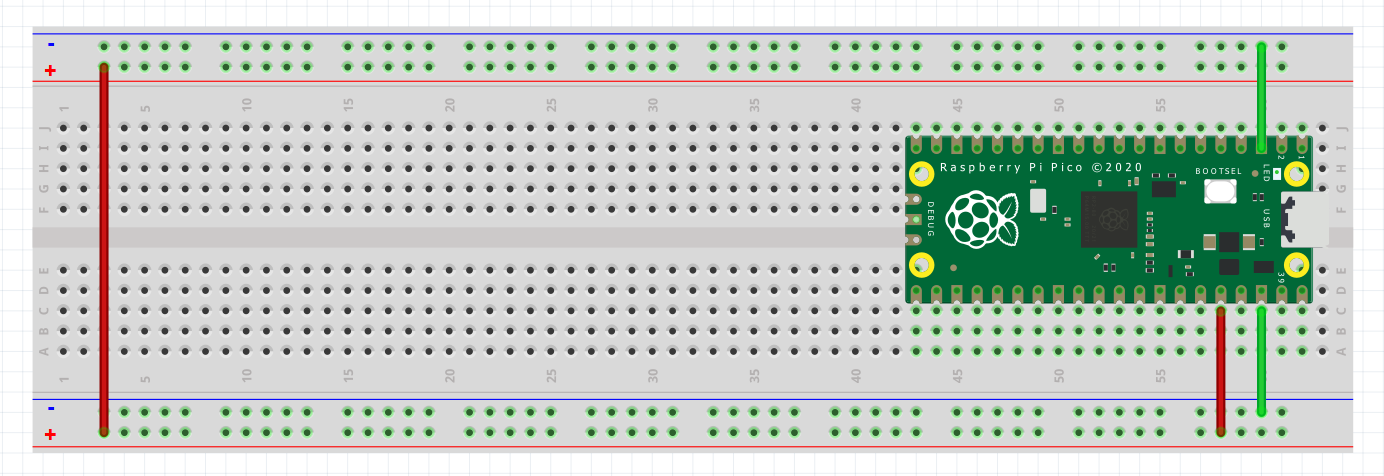 -
+
1 5 10 15 20 25 30 35 40 45 50 55
J J
I I
H H
G G
F F
Raspberry Pi Pico ©2020
BOOTSEL
LED
2
1
DEBUG
USB
39
E E
D D
C C
B B
A A
1 5 10 15 20 25 30 35 40 45 50 55
-
+